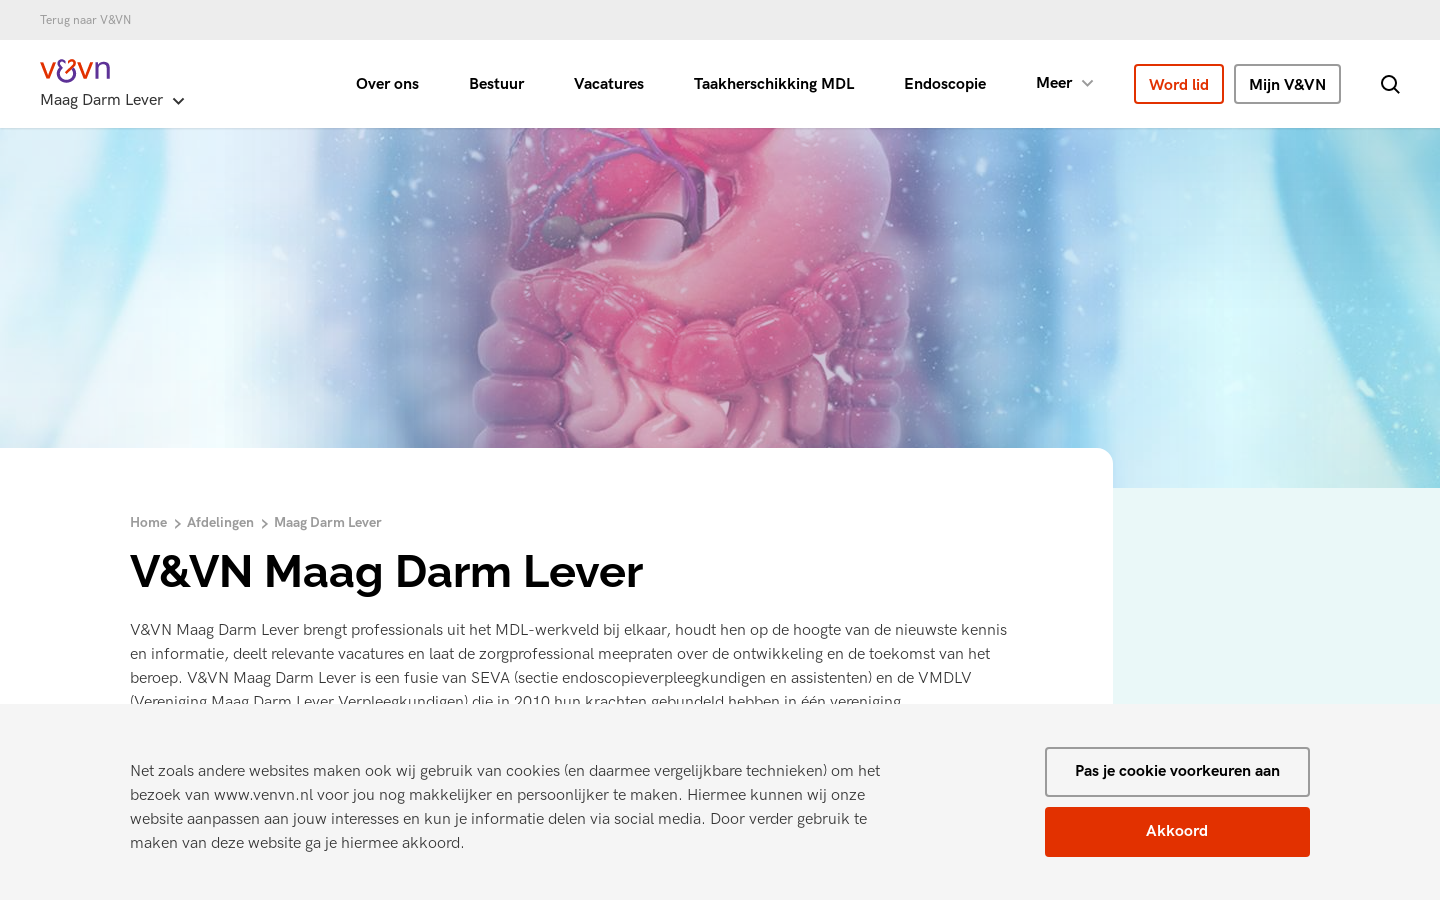 Terug naar V&VN
v&vn
Maag Darm Lever
Over ons
Bestuur
Vacatures
Taakherschikking MDL
Endoscopie
Meer
Word lid
Mijn V&VN
Home
Afdelingen
Maag Darm Lever
V&VN Maag Darm Lever
V&VN Maag Darm Lever brengt professionals uit het MDL-werkveld bij elkaar, houdt hen op de hoogte van de nieuwste kennis
en informatie, deelt relevante vacatures en laat de zorgprofessional meepraten over de ontwikkeling en de toekomst van het
beroep. V&VN Maag Darm Lever is een fusie van SEVA (sectie endoscopieverpleegkundigen en assistenten) en de VMDLV
(Vereniging Maag Darm Lever Verpleegkundigen) die in 2010 hun krachten gebundeld hebben in één vereniging.
Net zoals andere websites maken ook wij gebruik van cookies (en daarmee vergelijkbare technieken) om het
bezoek van www.venvn.nl voor jou nog makkelijker en persoonlijker te maken. Hiermee kunnen wij onze
website aanpassen aan jouw interesses en kun je informatie delen via social media. Door verder gebruik te
maken van deze website ga je hiermee akkoord.
Pas je cookie voorkeuren aan
Akkoord